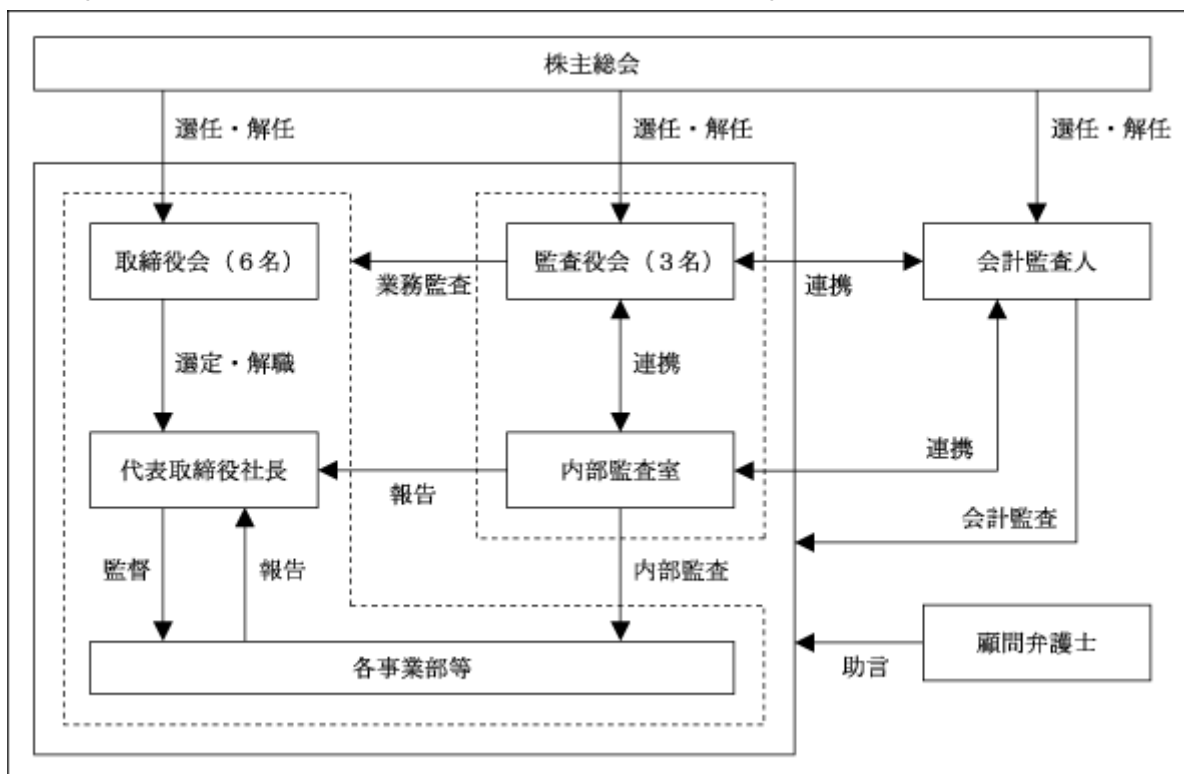 株主総会
選任・解任
選任・解任
選任・解任
取締役会（６名）
監査役会（３名）
会計監査人
業務監査
連携
選定・解職
連携
代表取締役社長
内部監査室
連携
報告
会計監査
監督
報告
内部監査
各事業部等
顧問弁護士
助言